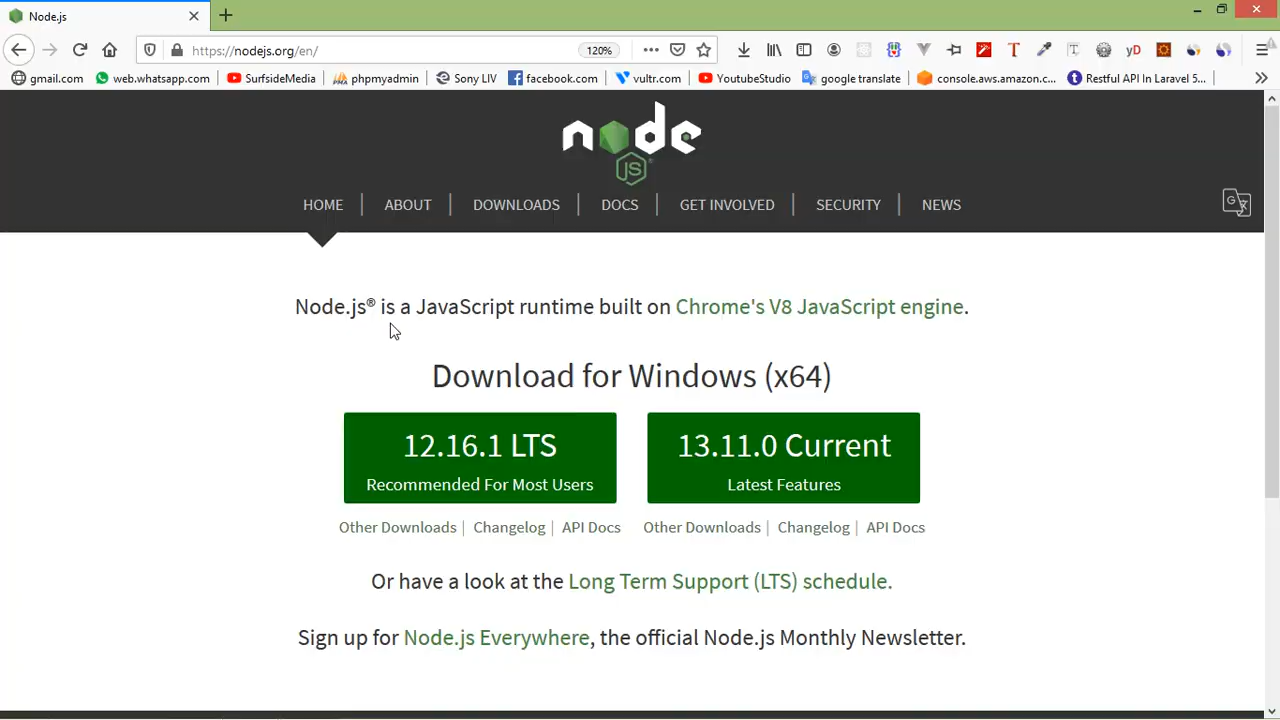 Node.js
https://nodejs.org/en/
120%
T
T
yD
gmail.com
web.whatsapp.com
SurfsideMedia
phpmyadmin
Sony LIV
facebook.com
vultr.com
YouTubeStudio
google translate
console.aws.amazon.c...
Restful API In Laravel 5...
node
JS
HOME
ABOUT
DOWNLOADS
DOCS
GET INVOLVED
SECURITY
NEWS
Node.js® is a JavaScript runtime built on Chrome's V8 JavaScript engine.
Download for Windows (x64)
12.16.1 LTS
Recommended For Most Users
13.11.0 Current
Latest Features
Other Downloads | Changelog | API Docs
Other Downloads | Changelog | API Docs
Or have a look at the Long Term Support (LTS) schedule.
Sign up for Node.js Everywhere, the official Node.js Monthly Newsletter.